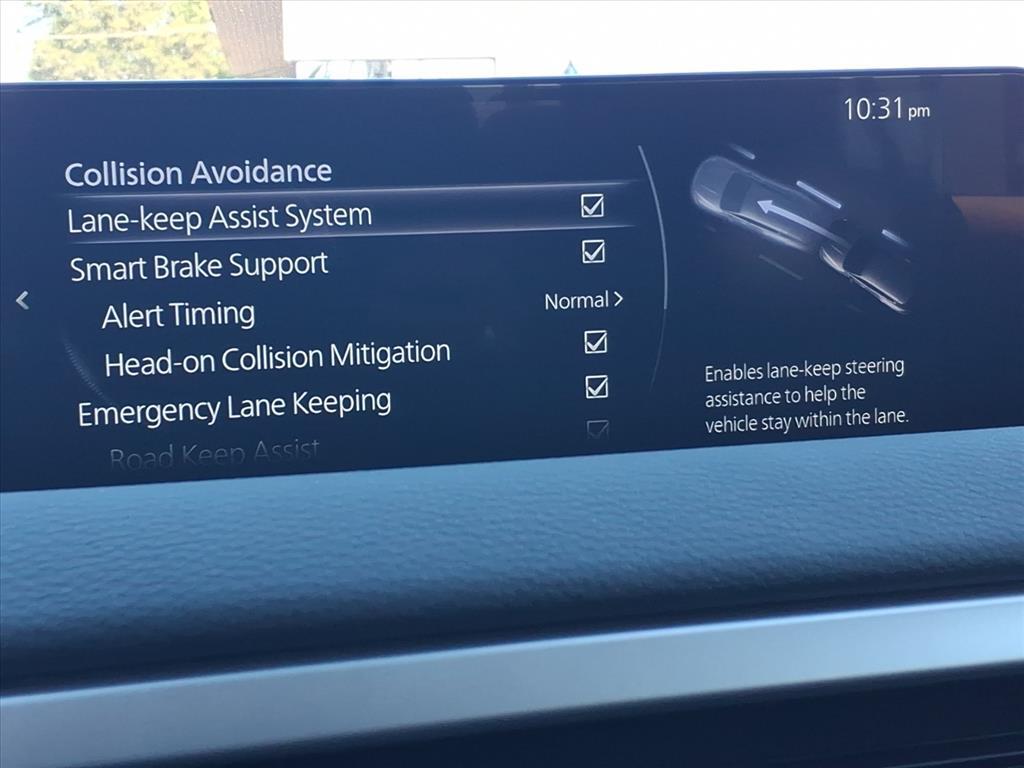 10:31 pm
Collision Avoidance
Lane-keep Assist System
Smart Brake Support
Alert Timing Normal >
Head-on Collision Mitigation
Emergency Lane Keeping
Road Keep Assist
Enables lane-keep steering
assistance to help the
vehicle stay within the lane.